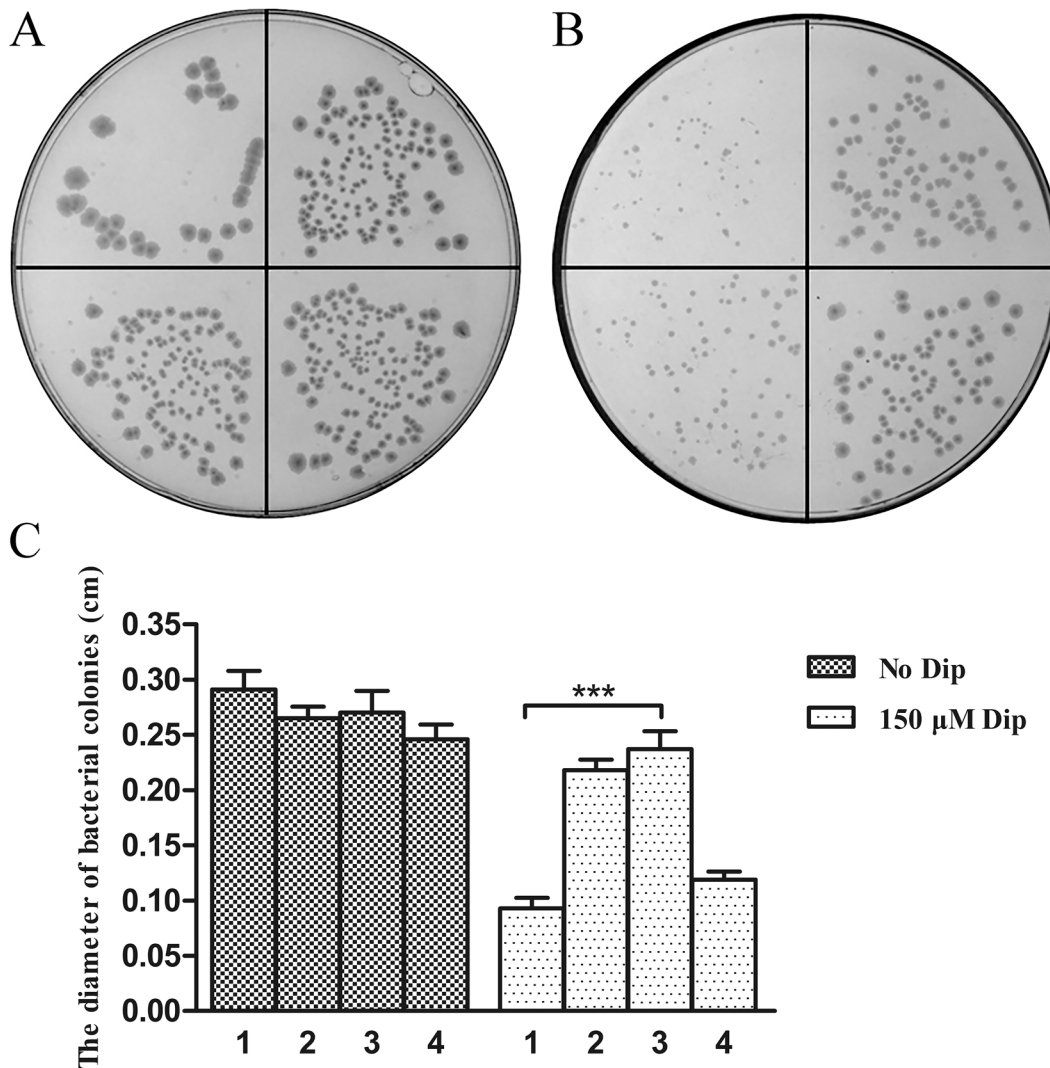 A
B
C
The diameter of bacterial colonies (cm)
0.35
0.30
0.25
0.20
0.15
0.10
0.05
0.00
***
No Dip
150 μM Dip
1 2 3 4 1 2 3 4